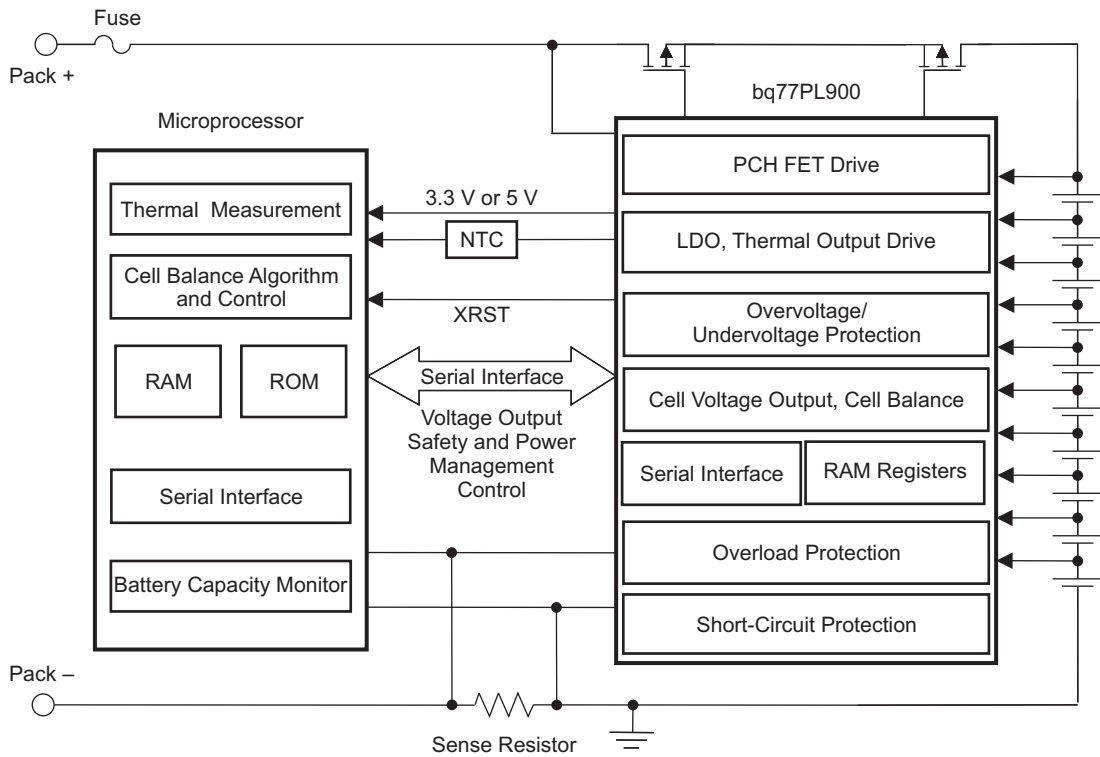 Fuse
Pack +
bq77PL900
Microprocessor
PCH FET Drive
Thermal  Measurement
3.3 V or 5 V
NTC
LDO, Thermal Output Drive
Cell Balance Algorithm
and Control
XRST
Overvoltage/
Undervoltage Protection
RAM
ROM
Serial Interface
Voltage Output
Safety and Power
Management
Control
Cell Voltage Output, Cell Balance
Serial Interface
RAM Registers
Serial Interface
Overload Protection
Battery Capacity Monitor
Short-Circuit Protection
Pack –
Sense Resistor